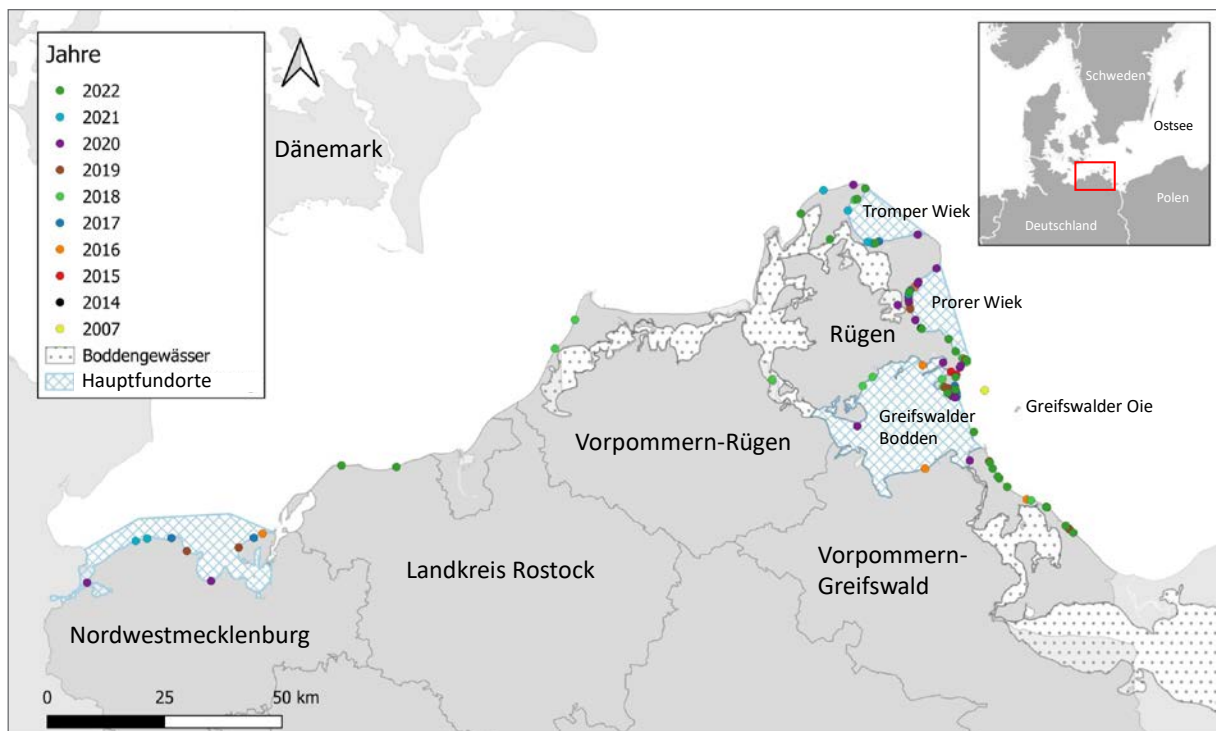 Jahre
2022
2021
2020
2019
2018
2017
2016
2015
2014
2007
Boddengewässer
Hauptfundorte
Dänemark
Schweden
Ostsee
Polen
Deutschland
Tromper Wiek
Prorer Wiek
Rügen
Greifswalder Oie
Greifswalder
Bodden
Vorpommern-Rügen
Vorpommern-
Greifswald
Landkreis Rostock
Nordwestmecklenburg
0 25 50 km